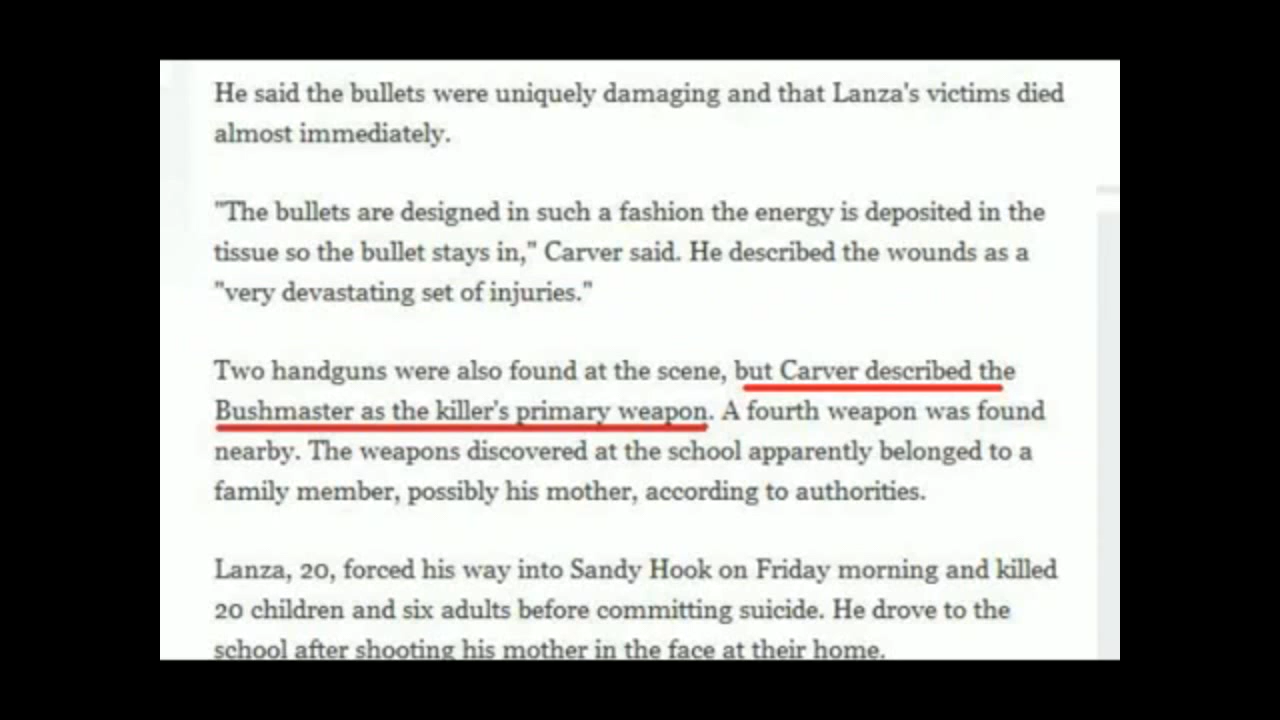 He said the bullets were uniquely damaging and that Lanza's victims died
almost immediately.
"The bullets are designed in such a fashion the energy is deposited in the
tissue so the bullet stays in," Carver said. He described the wounds as a
"very devastating set of injuries."
Two handguns were also found at the scene, but Carver described the
Bushmaster as the killer's primary weapon. A fourth weapon was found
nearby. The weapons discovered at the school apparently belonged to a
family member, possibly his mother, according to authorities.
Lanza, 20, forced his way into Sandy Hook on Friday morning and killed
20 children and six adults before committing suicide. He drove to the
school after shooting his mother in the face at their home.